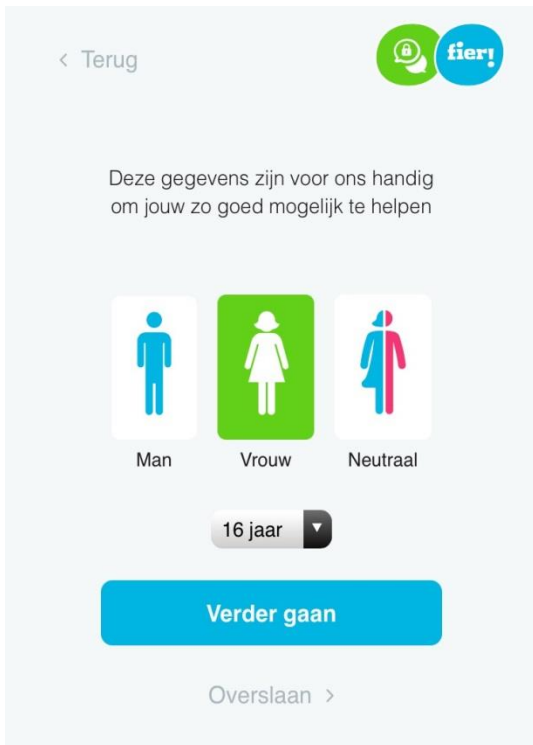 < Terug
fier!
Deze gegevens zijn voor ons handig
om jouw zo goed mogelijk te helpen
Man Vrouw Neutraal
16 jaar
Verder gaan
Overslaan >